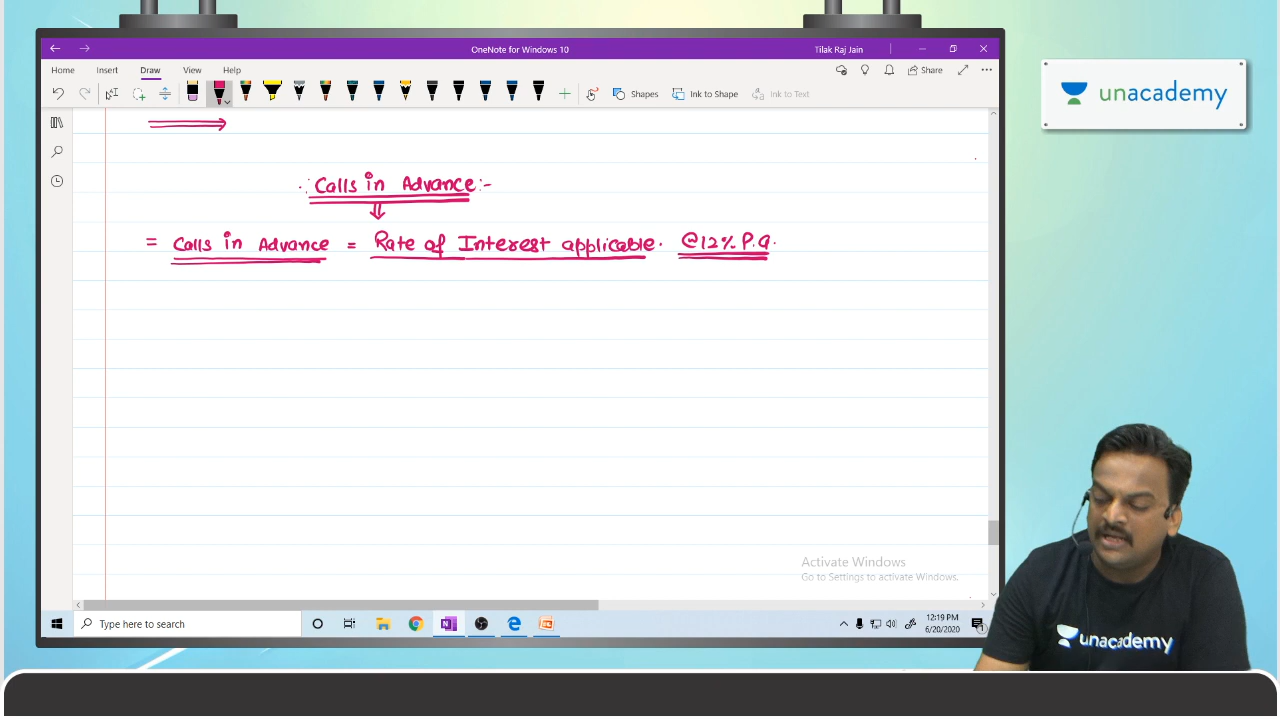 OneNote for Windows 10
Tilak Raj Jain
Home Insert Draw View Help
Share
Shapes Ink to Shape Ink to Text
unacademy
Calls in Advance :-
= Calls in Advance = Rate of Interest applicable. @12% P.a.
Activate Windows
Go to Settings to activate Windows.
Type here to search
12:19 PM
6/20/2020
unacademy